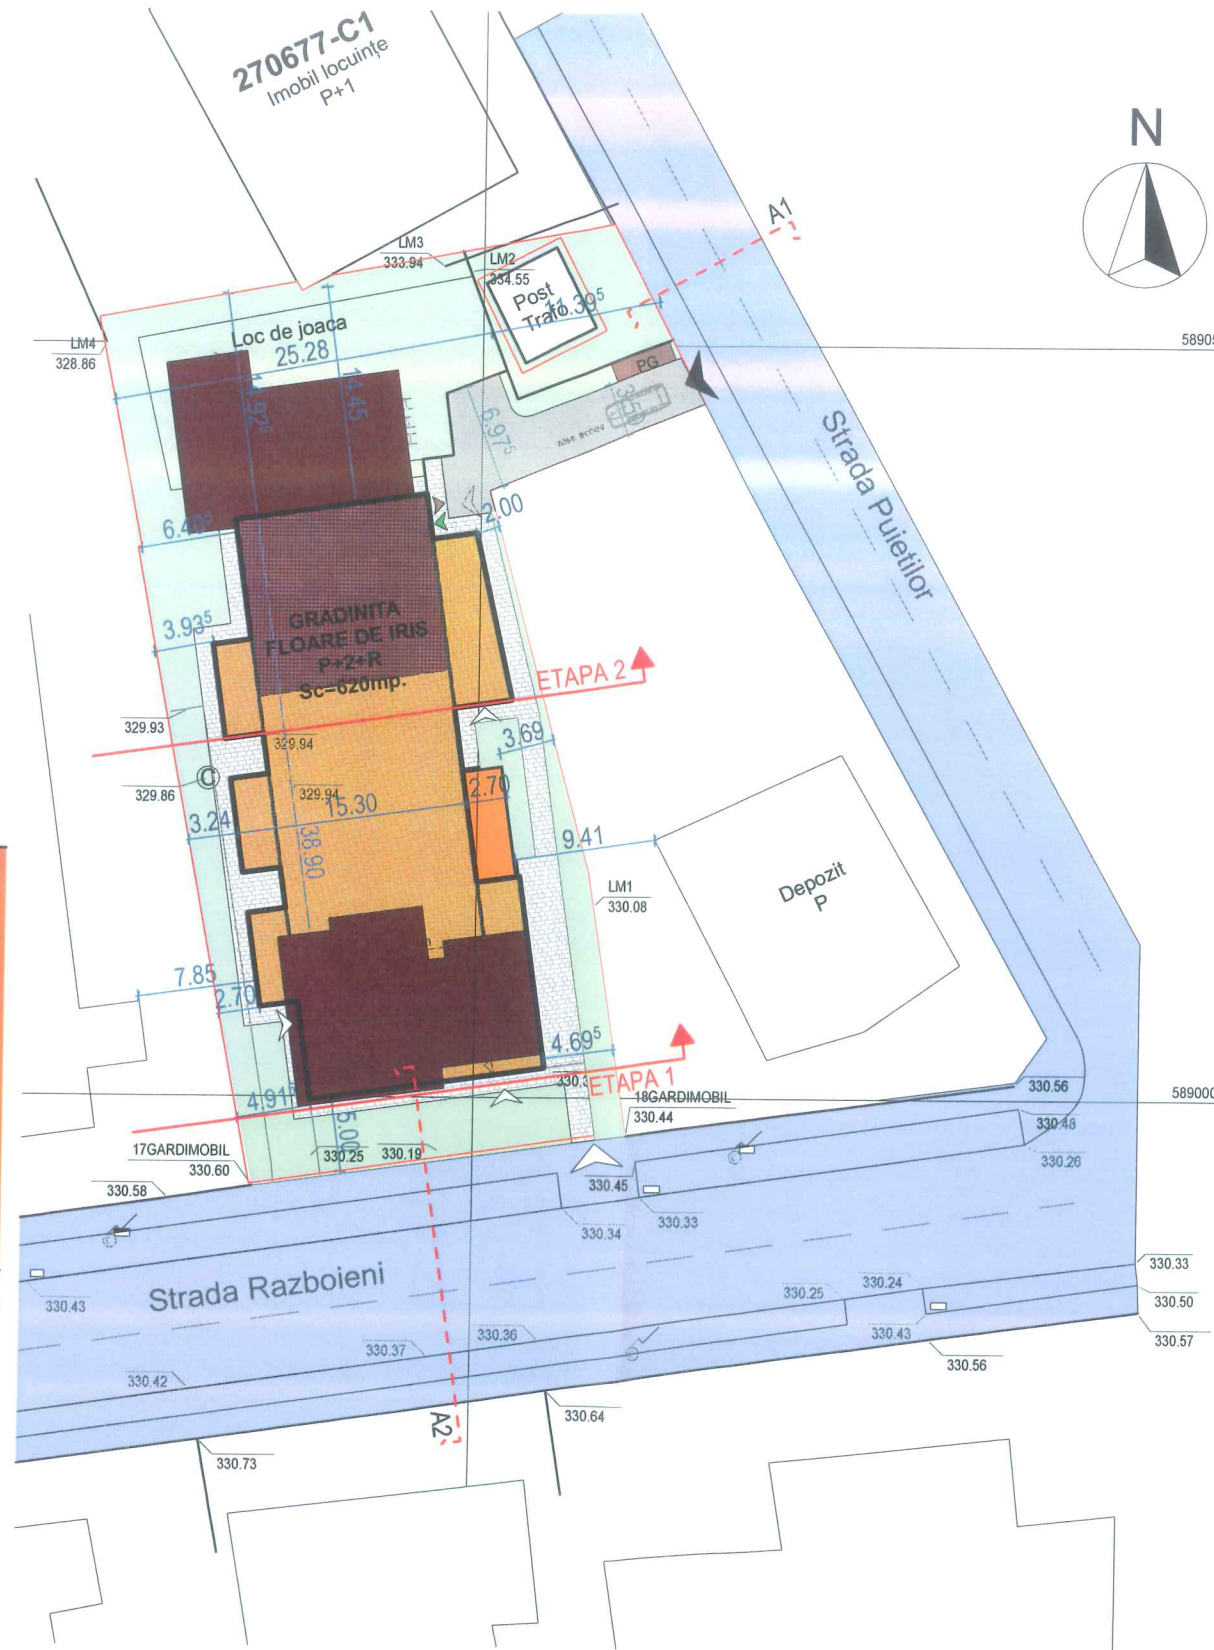 270677-C1
Imobil locuințe
P+1
N
A1
LM3
333.94
LM2
334.55
Post
Trafo
11.39⁵
Loc de joaca
25.28
LM4
328.86
14.92⁵
14.45
PG
3.50
Alee acces
6.97⁵
58905
Strada Puietilor
2.00
6.40⁵
GRADINITA
FLOARE DE IRIS
P+2+R
Sc=620mp.
3.93⁵
ETAPA 2
329.93
329.94
3.69
329.86
C
329.94
2.70
15.30
3.24
38.90
9.41
Depozit
P
LM1
330.08
7.85
2.70
4.69⁵
ETAPA 1
4.91⁵
5.00
18GARDIMOBIL
330.44
330.56
589000
330.48
330.26
17GARDIMOBIL
330.60
330.25
330.19
330.58
330.45
330.34
330.33
Strada Razboieni
330.43
330.33
330.24
330.25
330.50
330.43
330.57
330.36
330.37
330.42
330.56
A2
330.64
330.73